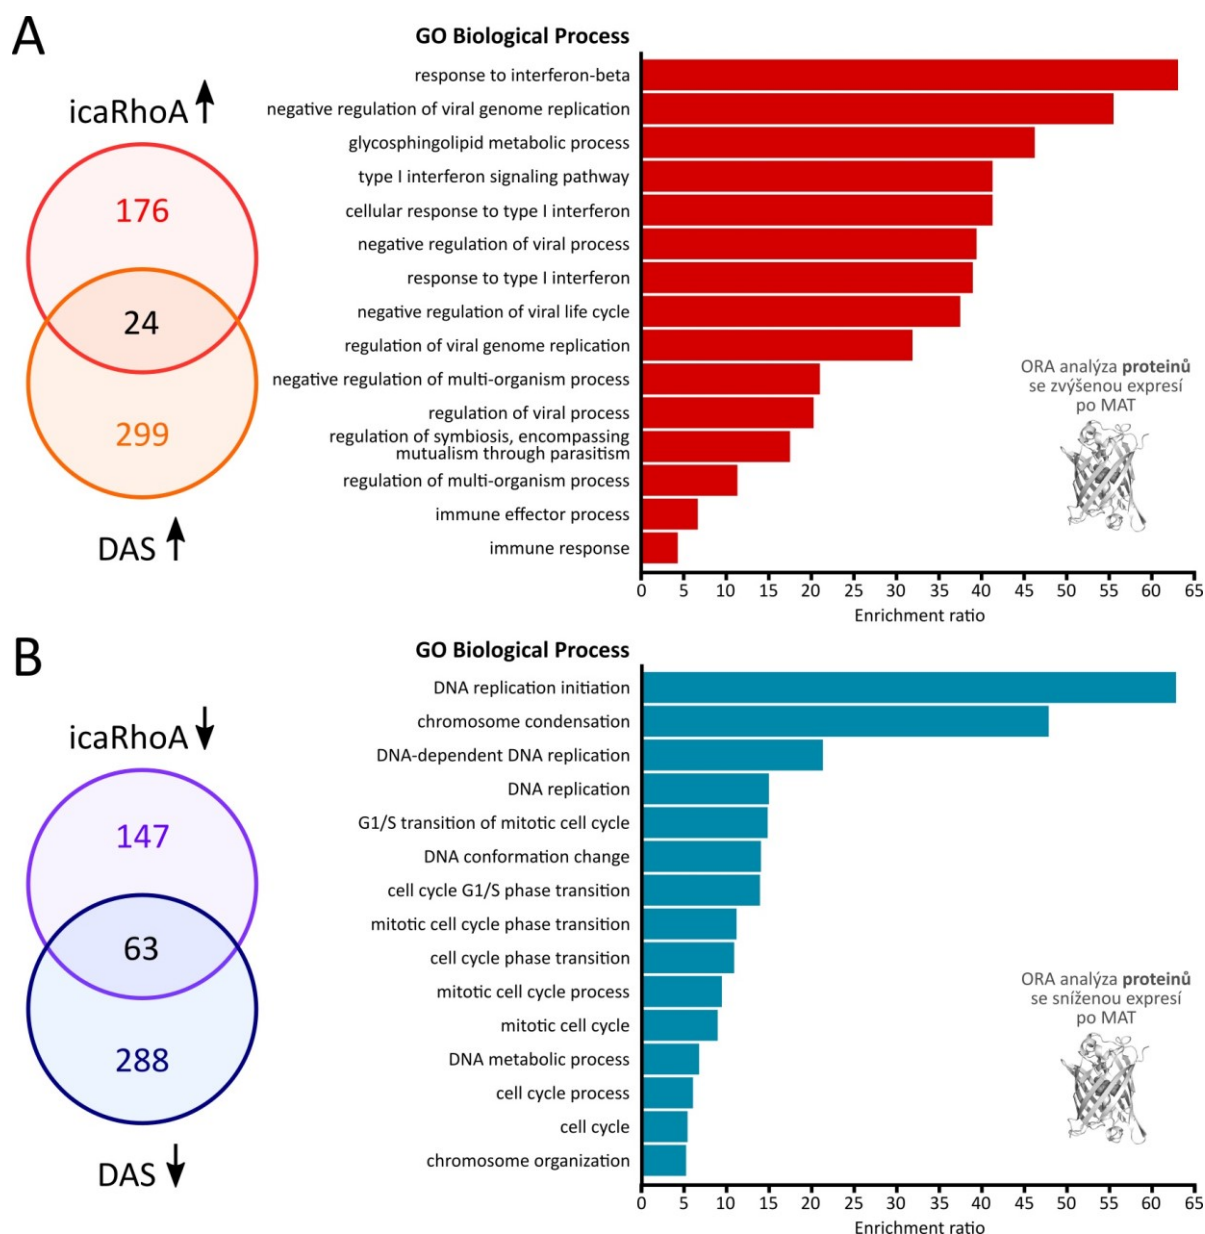 A
icaRhoA
176
24
299
DAS
GO Biological Process
response to interferon-beta
negative regulation of viral genome replication
glycosphingolipid metabolic process
type I interferon signaling pathway
cellular response to type I interferon
negative regulation of viral process
response to type I interferon
negative regulation of viral life cycle
regulation of viral genome replication
negative regulation of multi-organism process
regulation of viral process
regulation of symbiosis, encompassing
mutualism through parasitism
regulation of multi-organism process
immune effector process
immune response
ORA analýza proteinů
se zvýšenou expresí
po MAT
0 5 10 15 20 25 30 35 40 45 50 55 60 65
Enrichment ratio
B
icaRhoA
147
63
288
DAS
GO Biological Process
DNA replication initiation
chromosome condensation
DNA-dependent DNA replication
DNA replication
G1/S transition of mitotic cell cycle
DNA conformation change
cell cycle G1/S phase transition
mitotic cell cycle phase transition
cell cycle phase transition
mitotic cell cycle process
mitotic cell cycle
DNA metabolic process
cell cycle process
cell cycle
chromosome organization
ORA analýza proteinů
se sníženou expresí
po MAT
0 5 10 15 20 25 30 35 40 45 50 55 60 65
Enrichment ratio